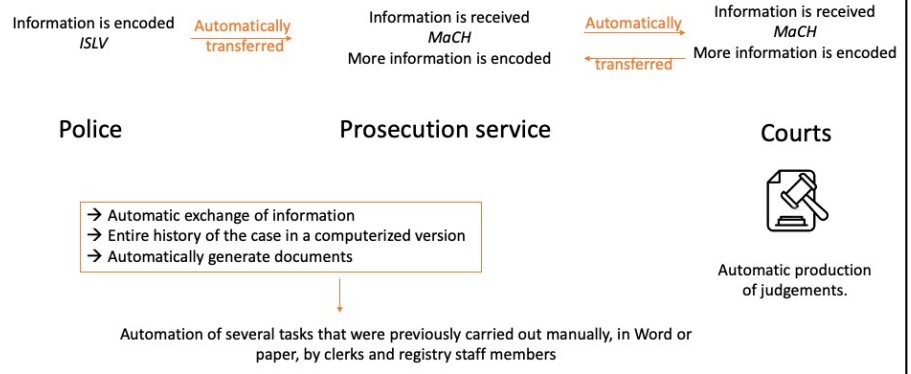 Information is encoded
ISLV
Automatically
transferred
Information is received
MaCH
More information is encoded
Automatically
transferred
Information is received
MaCH
More information is encoded
Police
Prosecution service
Courts
→ Automatic exchange of information
→ Entire history of the case in a computerized version
→ Automatically generate documents
Automatic production
of judgements.
Automation of several tasks that were previously carried out manually, in Word or
paper, by clerks and registry staff members